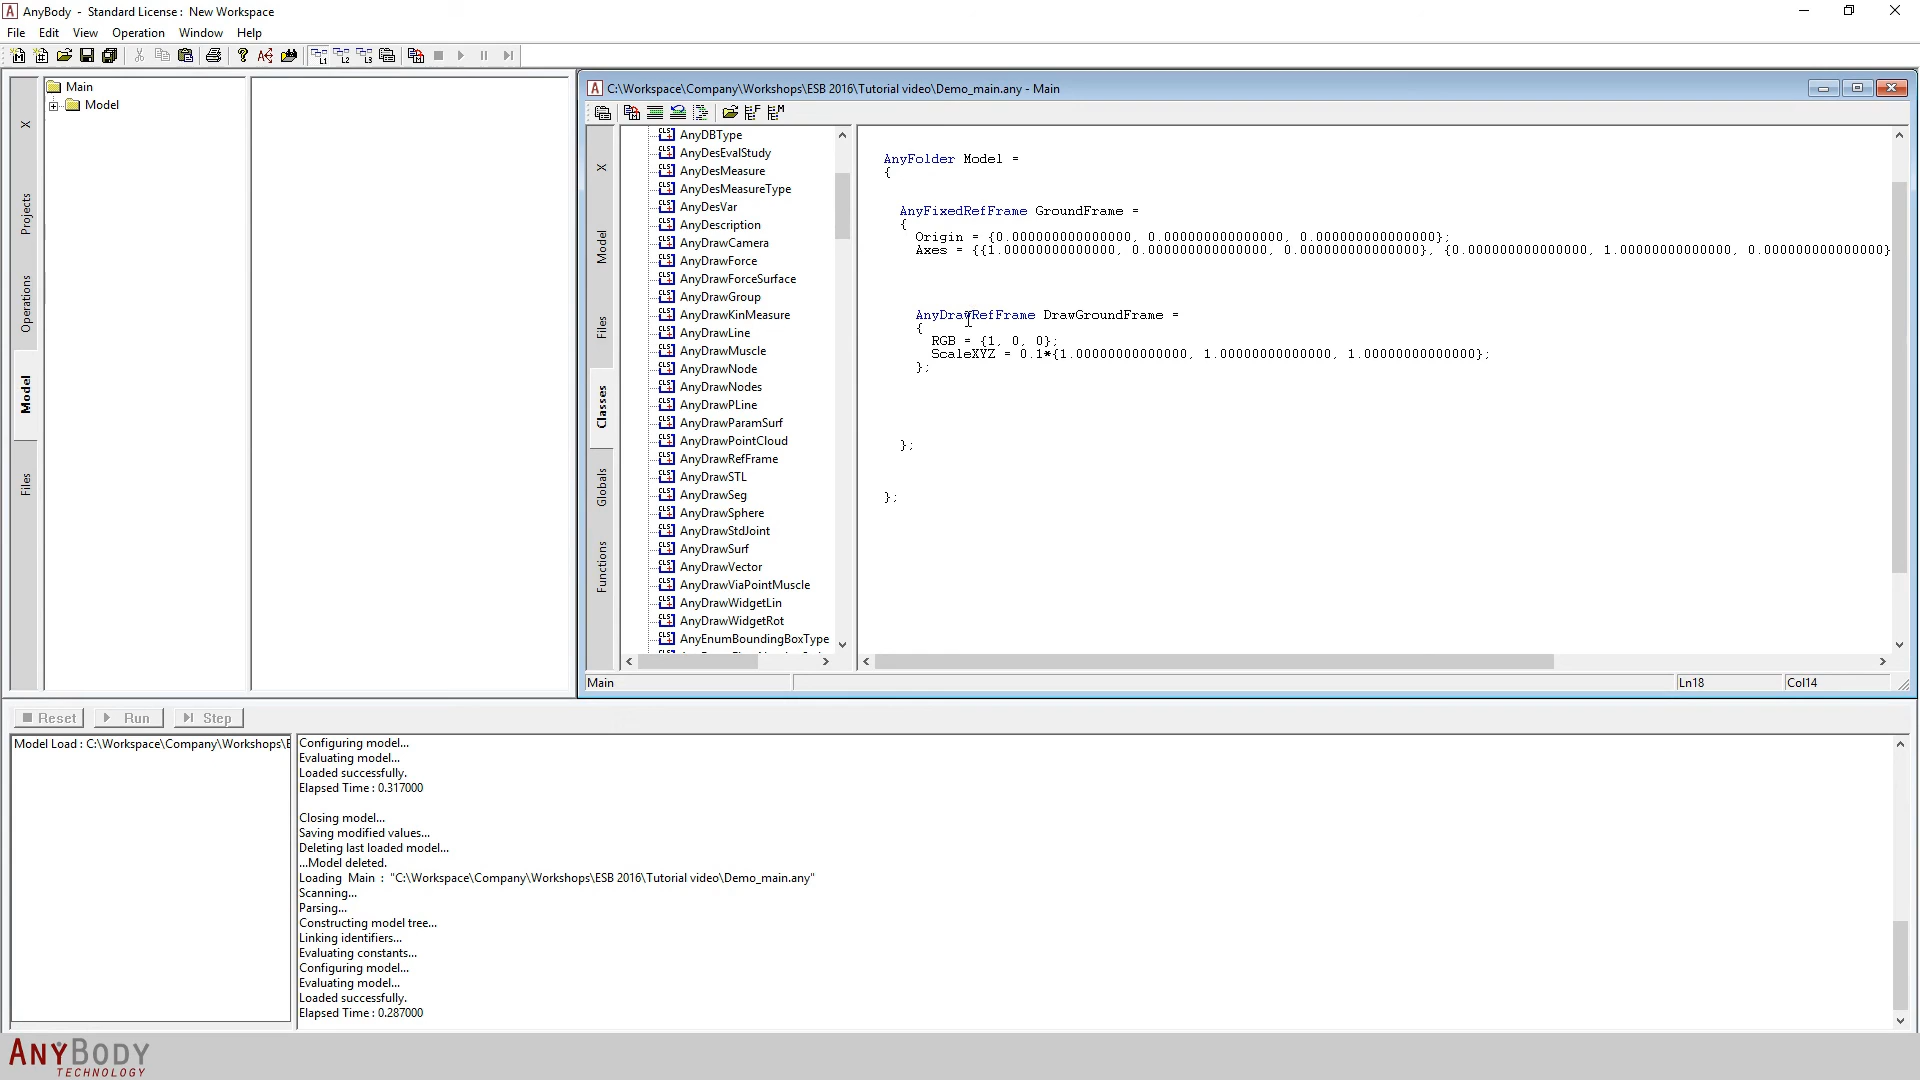 AnyBody - Standard License : New Workspace
File Edit View Operation Window Help
L1 L2 L3
X
Projects
Operations
Model
Files
Main
Model
C:\Workspace\Company\Workshops\ESB 2016\Tutorial video\Demo_main.any - Main
X
Model
Files
Classes
Globals
Functions
AnyDBType
AnyDesEvalStudy
AnyDesMeasure
AnyDesMeasureType
AnyDesVar
AnyDescription
AnyDrawCamera
AnyDrawForce
AnyDrawForceSurface
AnyDrawGroup
AnyDrawKinMeasure
AnyDrawLine
AnyDrawMuscle
AnyDrawNode
AnyDrawNodes
AnyDrawPLine
AnyDrawParamSurf
AnyDrawPointCloud
AnyDrawRefFrame
AnyDrawSTL
AnyDrawSeg
AnyDrawSphere
AnyDrawStdJoint
AnyDrawSurf
AnyDrawVector
AnyDrawViaPointMuscle
AnyDrawWidgetLin
AnyDrawWidgetRot
AnyEnumBoundingBoxType
AnyFolder Model =
{
AnyFixedRefFrame GroundFrame =
{
Origin = {0.000000000000000, 0.000000000000000, 0.000000000000000};
Axes = {{1.00000000000000, 0.00000000000000, 0.00000000000000}, {0.00000000000000, 1.00000000000000, 0.00000000000000}
AnyDrawRefFrame DrawGroundFrame =
{
RGB = {1, 0, 0};
ScaleXYZ = 0.1*{1.00000000000000, 1.00000000000000, 1.00000000000000};
};
};
};
Main
Ln18
Col14
Reset Run Step
Model Load : C:\Workspace\Company\Workshops\E
Configuring model...
Evaluating model...
Loaded successfully.
Elapsed Time : 0.317000
Closing model...
Saving modified values...
Deleting last loaded model...
...Model deleted.
Loading Main : "C:\Workspace\Company\Workshops\ESB 2016\Tutorial video\Demo_main.any"
Scanning...
Parsing...
Constructing model tree...
Linking identifiers...
Evaluating constants...
Configuring model...
Evaluating model...
Loaded successfully.
Elapsed Time : 0.287000
ANYBODY
TECHNOLOGY